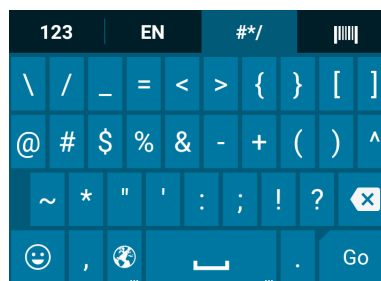 123 EN #*/
\ / _ = < > { } [ ]
@ # $ % & - + ( ) ^
~ * " ' : ; ! ?
, . Go